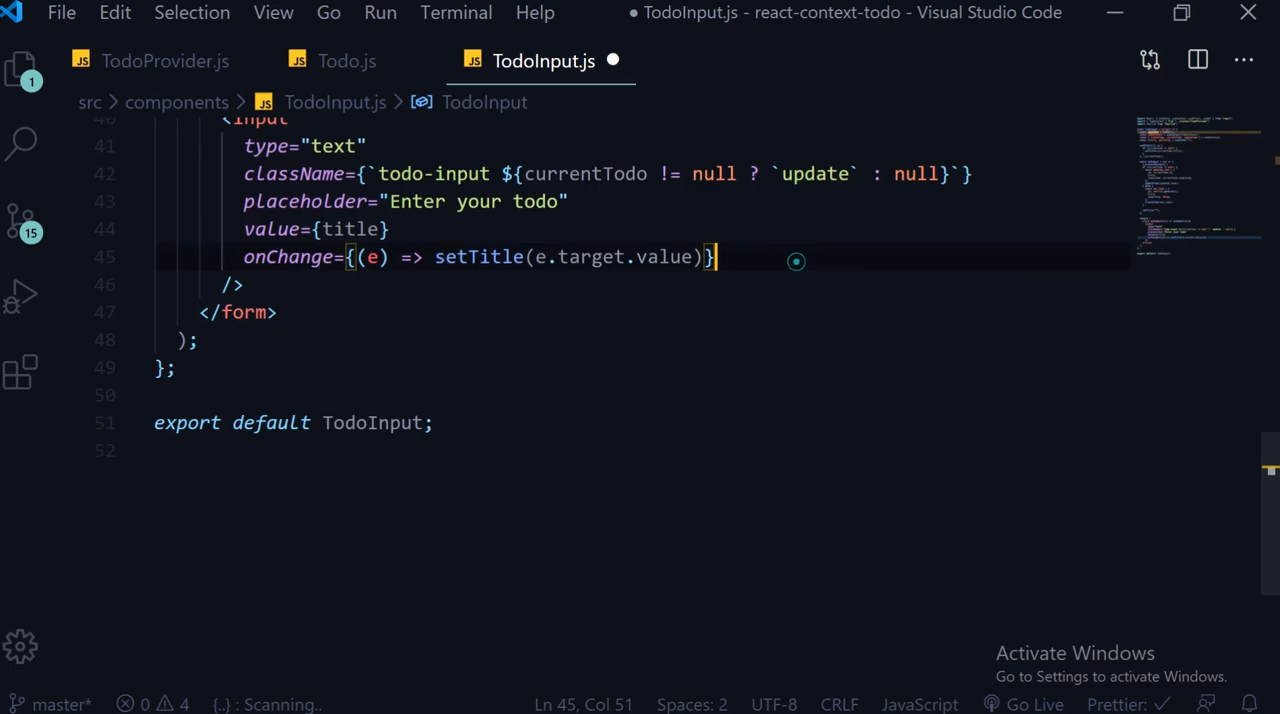 File Edit Selection View Go Run Terminal Help ● TodoInput.js - react-context-todo - Visual Studio Code
JS TodoProvider.js JS Todo.js JS TodoInput.js
1
src > components > JS TodoInput.js > TodoInput
40 <input
41 type="text"
42 className={`todo-input ${currentTodo != null ? `update` : null}`}
43 placeholder="Enter your todo"
44 value={title}
45 onChange={(e) => setTitle(e.target.value)}
46 />
47 </form>
48 );
49 };
50
51 export default TodoInput;
52
15
Activate Windows
Go to Settings to activate Windows.
master* 0 4 {..} : Scanning.. Ln 45, Col 51 Spaces: 2 UTF-8 CRLF JavaScript Go Live Prettier: ✓